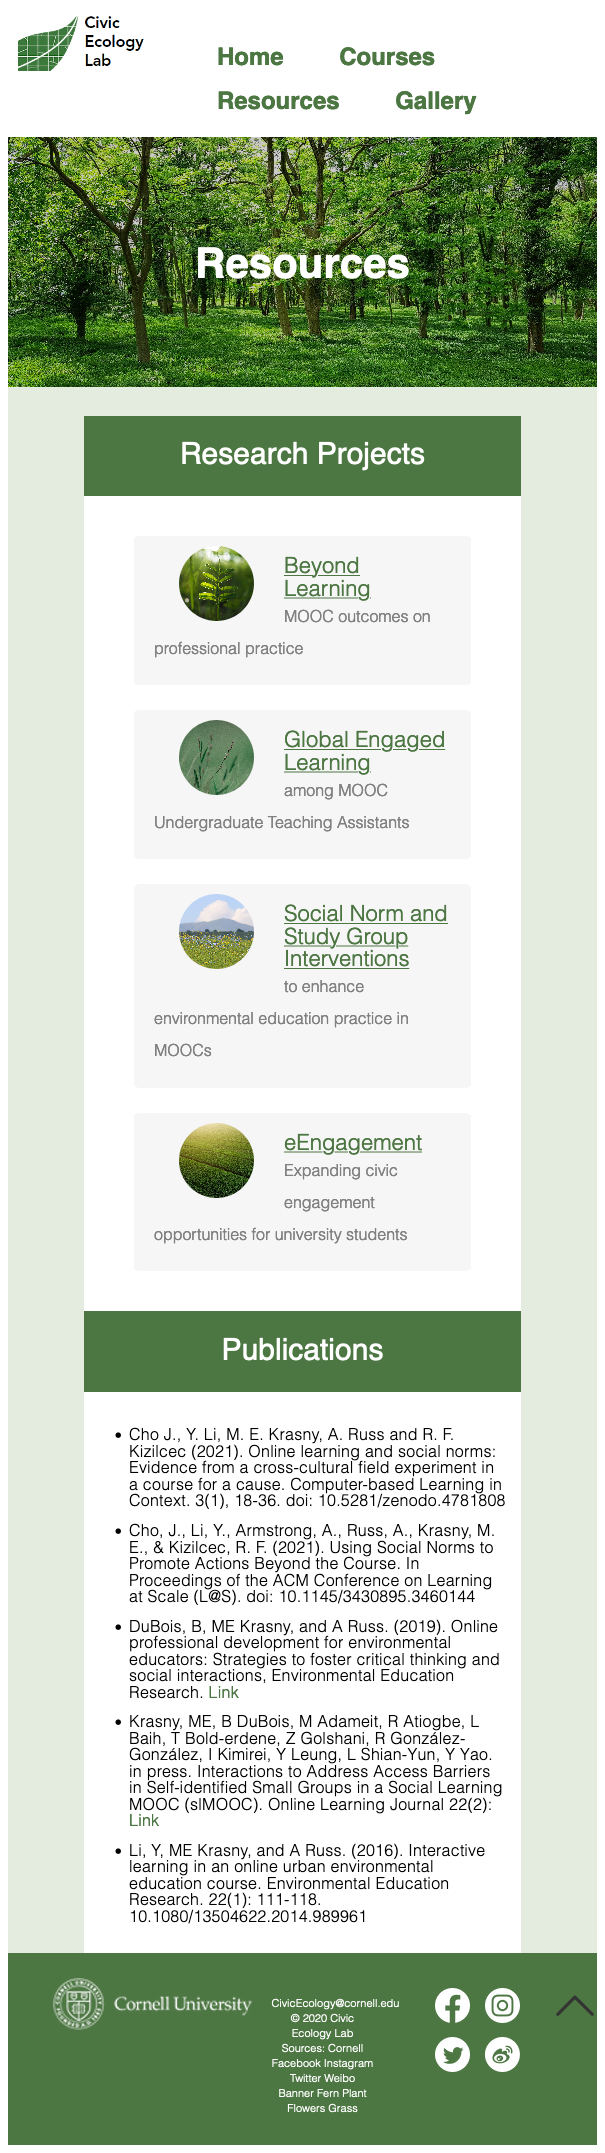 Civic
Ecology
Lab
Home Courses
Resources Gallery
Resources
Research Projects
Beyond
Learning
MOOC outcomes on
professional practice
Global Engaged
Learning
among MOOC
Undergraduate Teaching Assistants
Social Norm and
Study Group
Interventions
to enhance
environmental education practice in
MOOCs
eEngagement
Expanding civic
engagement
opportunities for university students
Publications
• Cho J., Y. Li, M. E. Krasny, A. Russ and R. F.
Kizilcec (2021). Online learning and social norms:
Evidence from a cross-cultural field experiment in
a course for a cause. Computer-based Learning in
Context. 3(1), 18-36. doi: 10.5281/zenodo.4781808
• Cho, J., Li, Y., Armstrong, A., Russ, A., Krasny, M.
E., & Kizilcec, R. F. (2021). Using Social Norms to
Promote Actions Beyond the Course. In
Proceedings of the ACM Conference on Learning
at Scale (L@S). doi: 10.1145/3430895.3460144
• DuBois, B, ME Krasny, and A Russ. (2019). Online
professional development for environmental
educators: Strategies to foster critical thinking and
social interactions, Environmental Education
Research. Link
• Krasny, ME, B DuBois, M Adameit, R Atiogbe, L
Baih, T Bold-erdene, Z Golshani, R González-
González, I Kimirei, Y Leung, L Shian-Yun, Y Yao.
in press. Interactions to Address Access Barriers
in Self-identified Small Groups in a Social Learning
MOOC (slMOOC). Online Learning Journal 22(2):
Link
• Li, Y, ME Krasny, and A Russ. (2016). Interactive
learning in an online urban environmental
education course. Environmental Education
Research. 22(1): 111-118.
10.1080/13504622.2014.989961
Cornell University
CivicEcology@cornell.edu
© 2020 Civic
Ecology Lab
Sources: Cornell
Facebook Instagram
Twitter Weibo
Banner Fern Plant
Flowers Grass